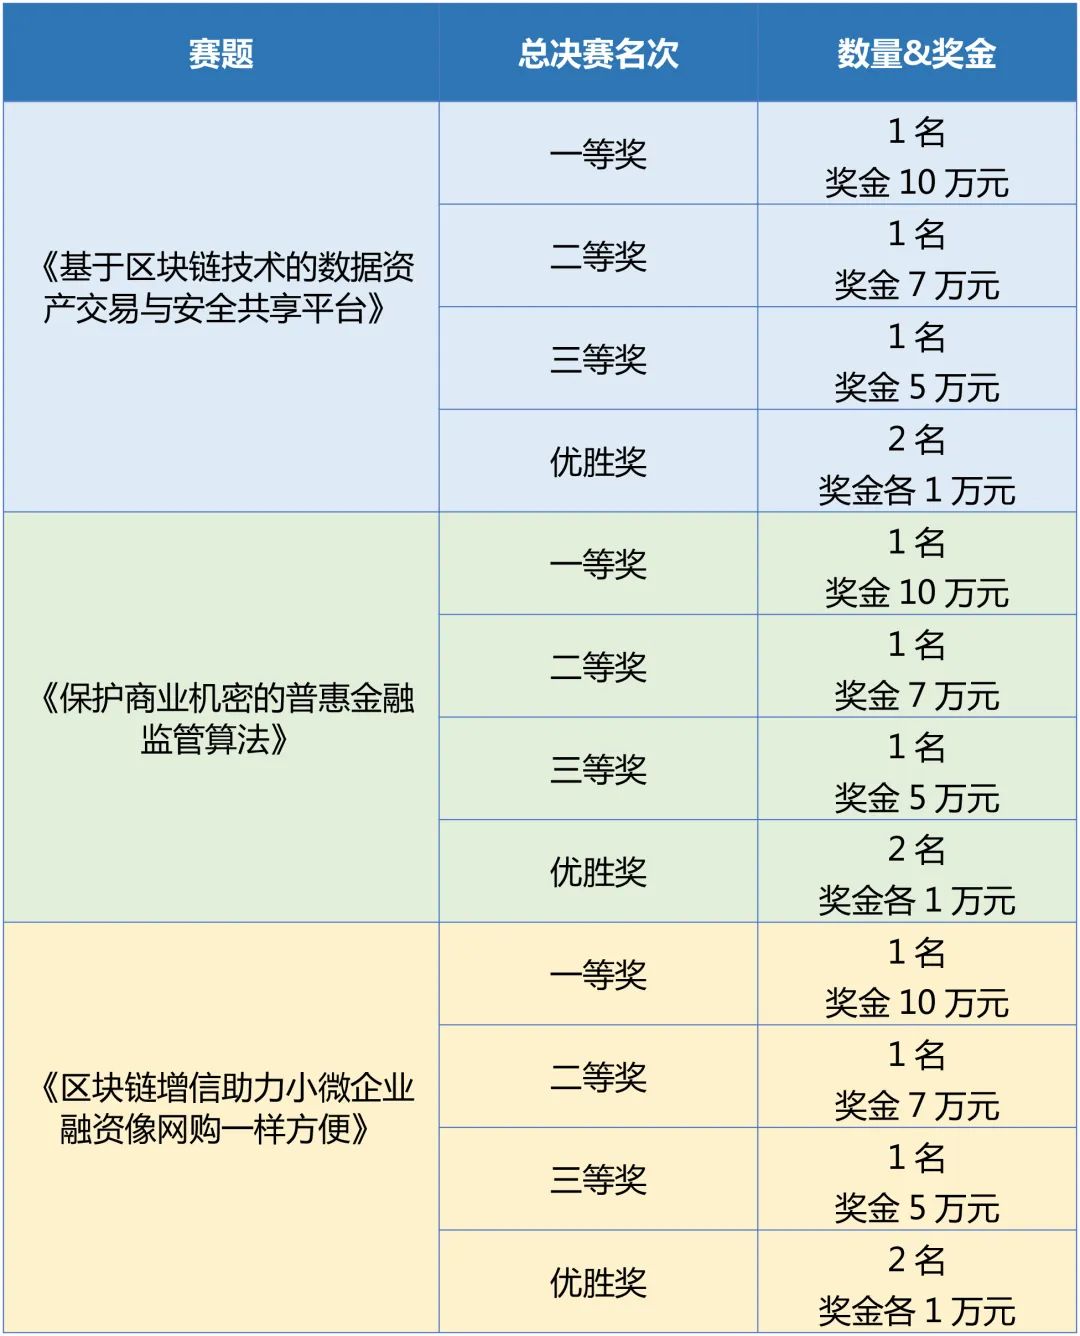 赛题
总决赛名次
数量&奖金
《基于区块链技术的数据资
产交易与安全共享平台》
一等奖
1 名
奖金 10 万元
二等奖
1 名
奖金 7 万元
三等奖
1 名
奖金 5 万元
优胜奖
2 名
奖金各 1 万元
《保护商业机密的普惠金融
监管算法》
一等奖
1 名
奖金 10 万元
二等奖
1 名
奖金 7 万元
三等奖
1 名
奖金 5 万元
优胜奖
2 名
奖金各 1 万元
《区块链增信助力小微企业
融资像网购一样方便》
一等奖
1 名
奖金 10 万元
二等奖
1 名
奖金 7 万元
三等奖
1 名
奖金 5 万元
优胜奖
2 名
奖金各 1 万元